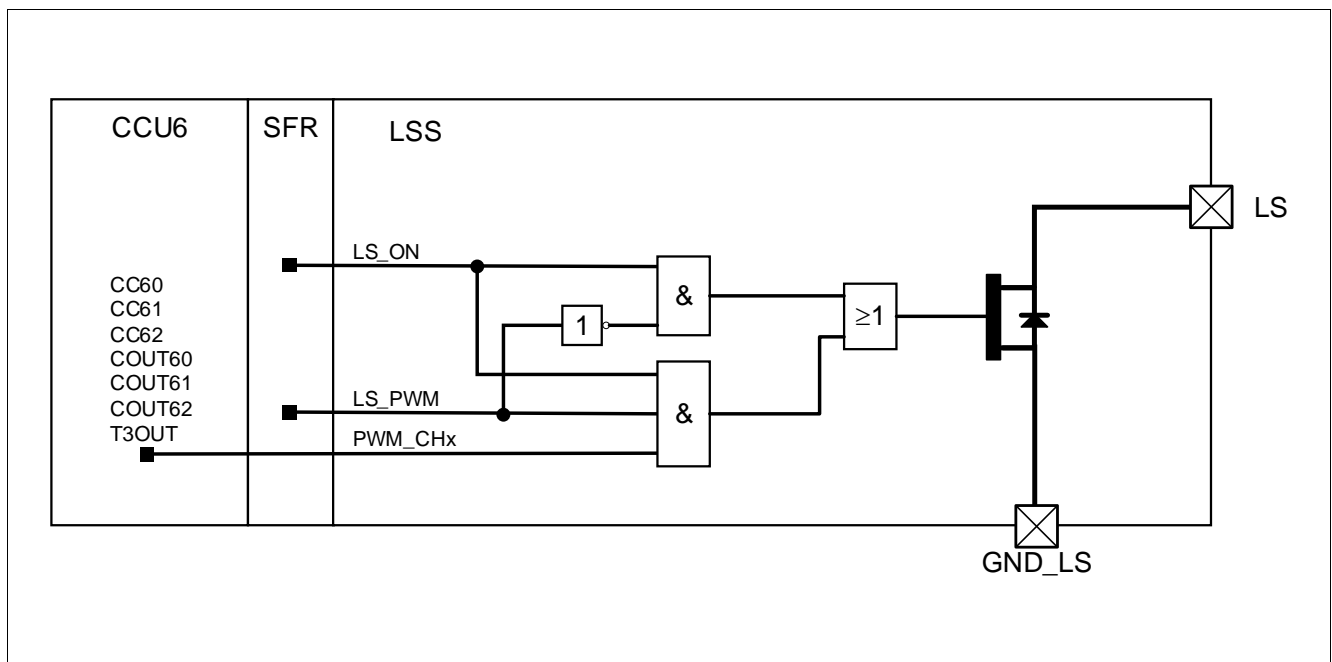 CCU6
SFR
LSS
LS
LS_ON
CC60
CC61
CC62
COUT60
COUT61
COUT62
T3OUT
&
≥1
1
LS_PWM
&
PWM_CHx
GND_LS